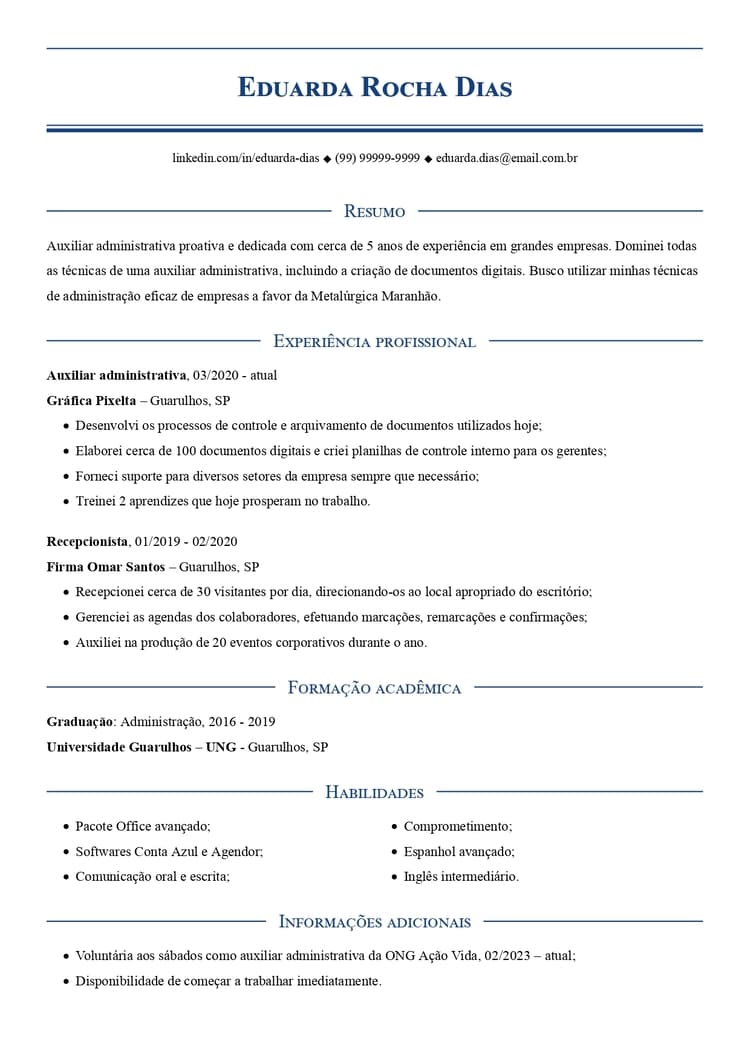 Eduarda Rocha Dias
linkedin.com/in/eduarda-dias ◆ (99) 99999-9999 ◆ eduarda.dias@email.com.br
Resumo
Auxiliar administrativa proativa e dedicada com cerca de 5 anos de experiência em grandes empresas. Dominei todas
as técnicas de uma auxiliar administrativa, incluindo a criação de documentos digitais. Busco utilizar minhas técnicas
de administração eficaz de empresas a favor da Metalúrgica Maranhão.
Experiência profissional
Auxiliar administrativa, 03/2020 - atual
Gráfica Pixelta – Guarulhos, SP
● Desenvolvi os processos de controle e arquivamento de documentos utilizados hoje;
● Elaborei cerca de 100 documentos digitais e criei planilhas de controle interno para os gerentes;
● Forneci suporte para diversos setores da empresa sempre que necessário;
● Treinei 2 aprendizes que hoje prosperam no trabalho.
Recepcionista, 01/2019 - 02/2020
Firma Omar Santos – Guarulhos, SP
● Recepcionei cerca de 30 visitantes por dia, direcionando-os ao local apropriado do escritório;
● Gerenciei as agendas dos colaboradores, efetuando marcações, remarcações e confirmações;
● Auxiliei na produção de 20 eventos corporativos durante o ano.
Formação acadêmica
Graduação: Administração, 2016 - 2019
Universidade Guarulhos – UNG - Guarulhos, SP
Habilidades
● Pacote Office avançado;
● Softwares Conta Azul e Agendor;
● Comunicação oral e escrita;
● Comprometimento;
● Espanhol avançado;
● Inglês intermediário.
Informações adicionais
● Voluntária aos sábados como auxiliar administrativa da ONG Ação Vida, 02/2023 – atual;
● Disponibilidade de começar a trabalhar imediatamente.